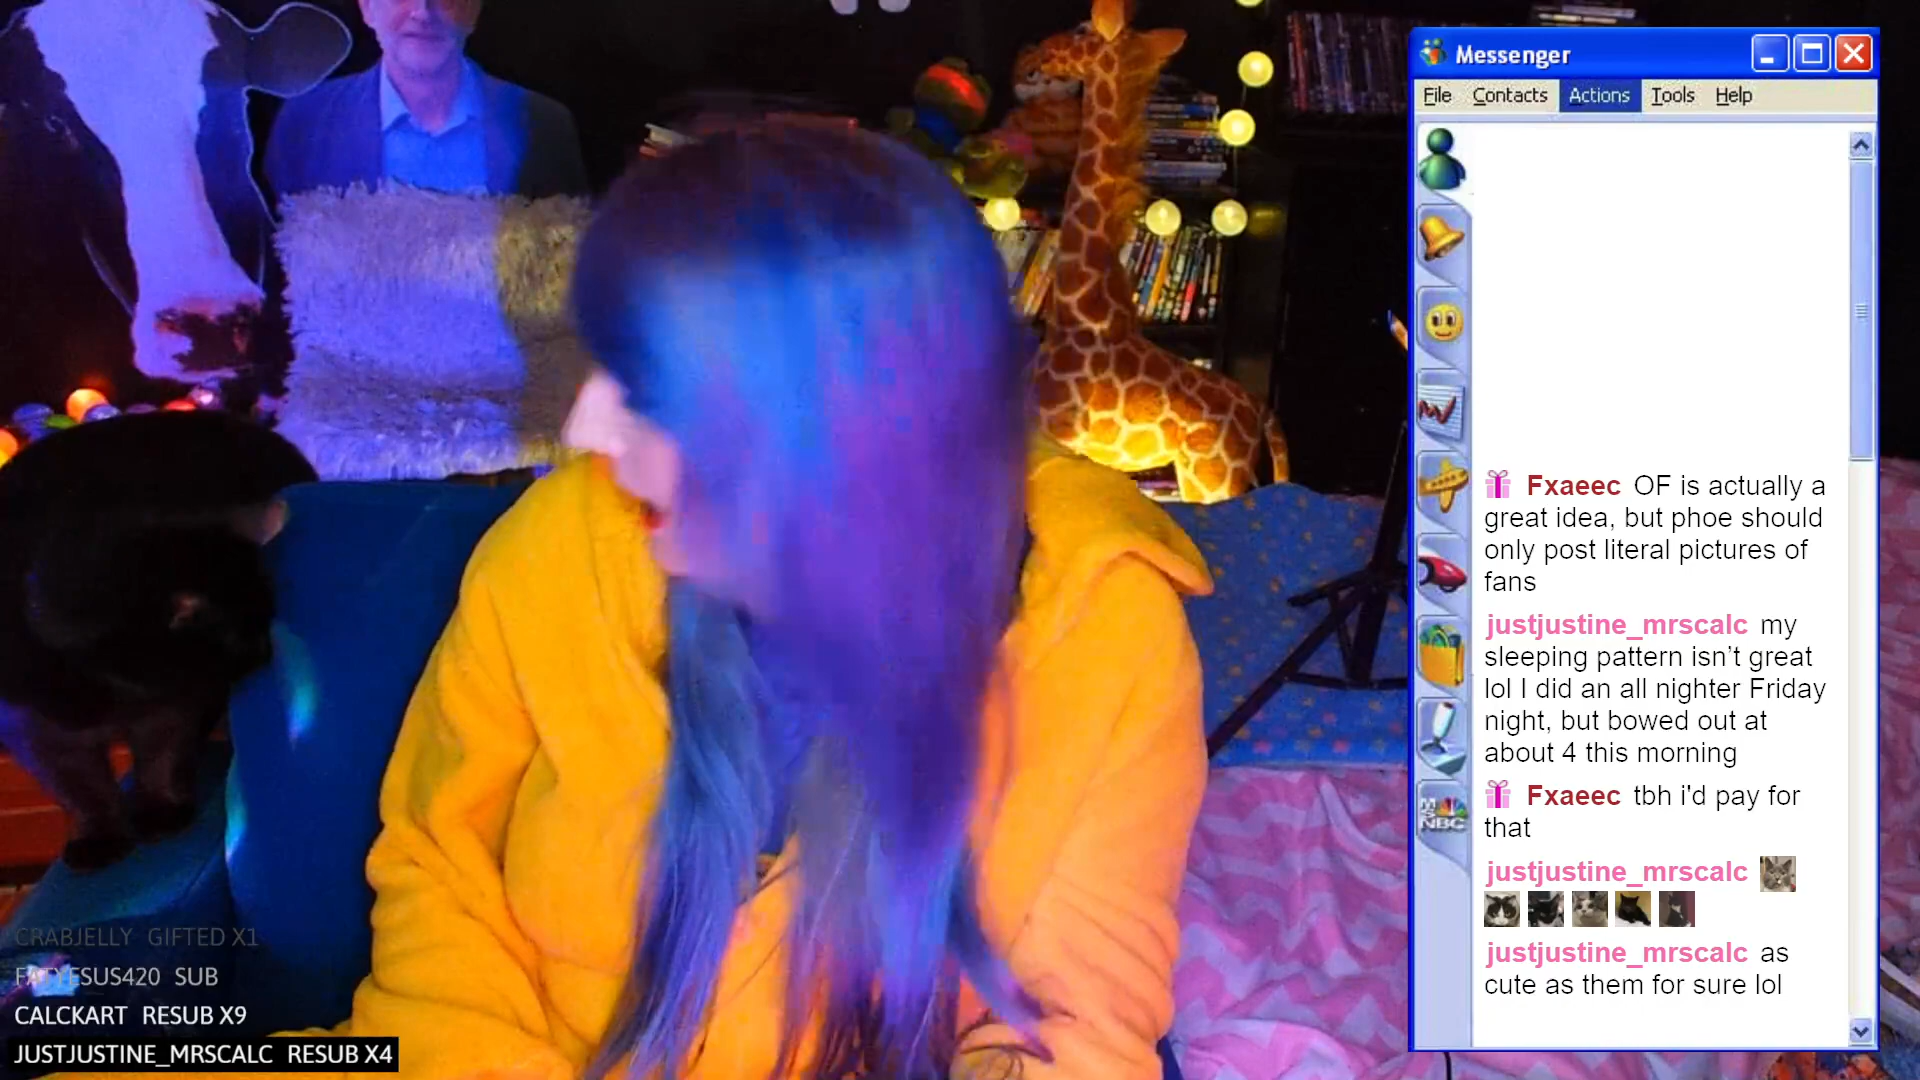 Messenger
File Contacts Actions Tools Help
Fxaeec OF is actually a
great idea, but phoe should
only post literal pictures of
fans
justjustine_mrscalc my
sleeping pattern isn’t great
lol I did an all nighter Friday
night, but bowed out at
about 4 this morning
Fxaeec tbh i'd pay for
that
justjustine_mrscalc
justjustine_mrscalc as
cute as them for sure lol
NBC
CRABJELLY GIFTED X1
FATYESUS420 SUB
CALCKART RESUB X9
JUSTJUSTINE_MRSCALC RESUB X4